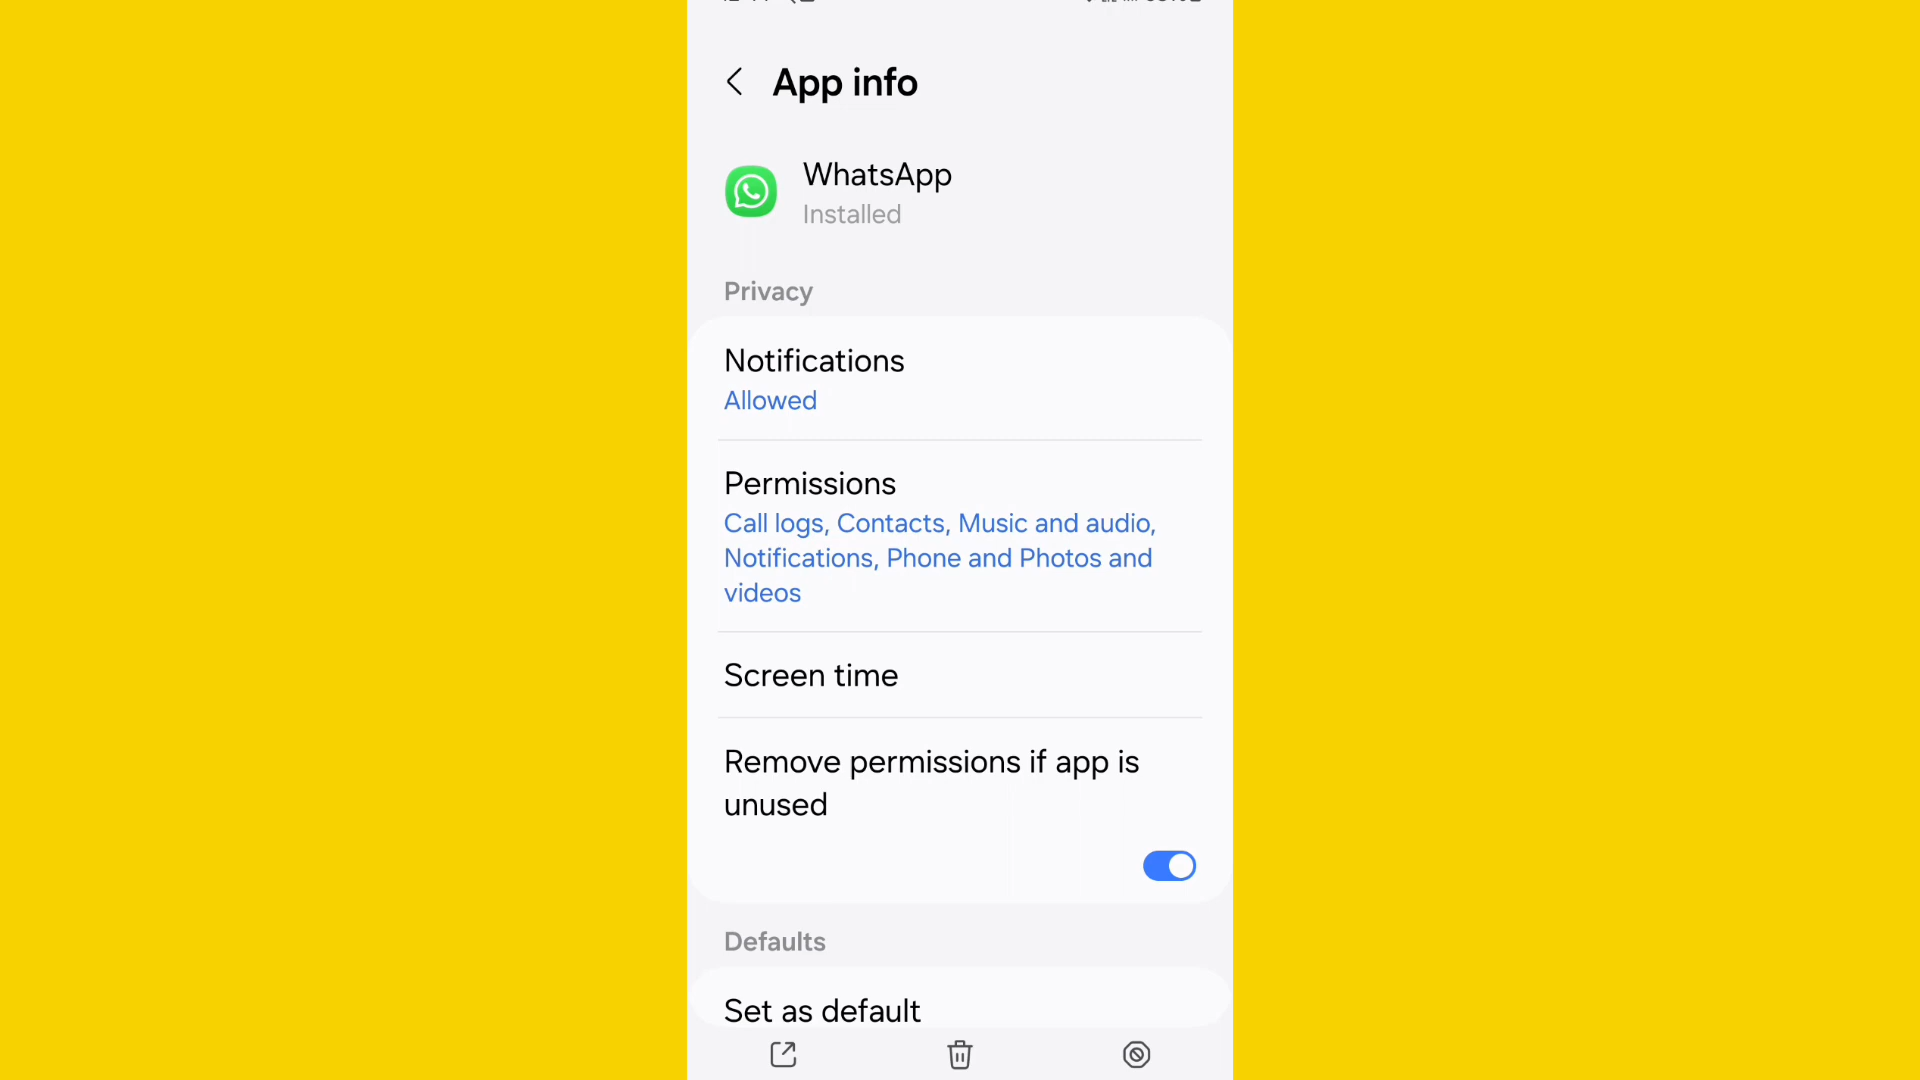 App info
WhatsApp
Installed
Privacy
Notifications
Allowed
Permissions
Call logs, Contacts, Music and audio,
Notifications, Phone and Photos and
videos
Screen time
Remove permissions if app is
unused
Defaults
Set as default